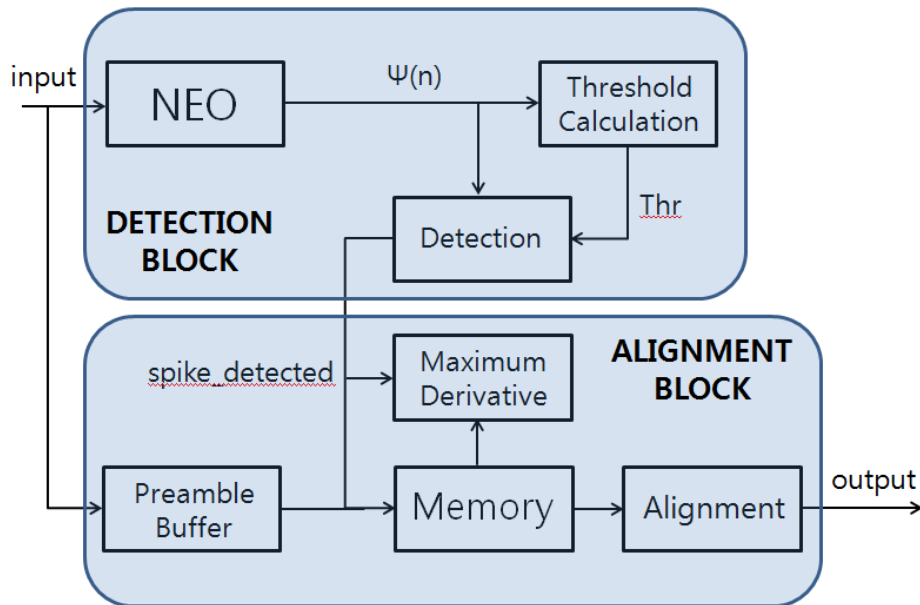 input
NEO
Ψ(n)
Threshold
Calculation
Thr
Detection
DETECTION
BLOCK
ALIGNMENT
BLOCK
spike_detected
Maximum
Derivative
Preamble
Buffer
Memory
Alignment
output